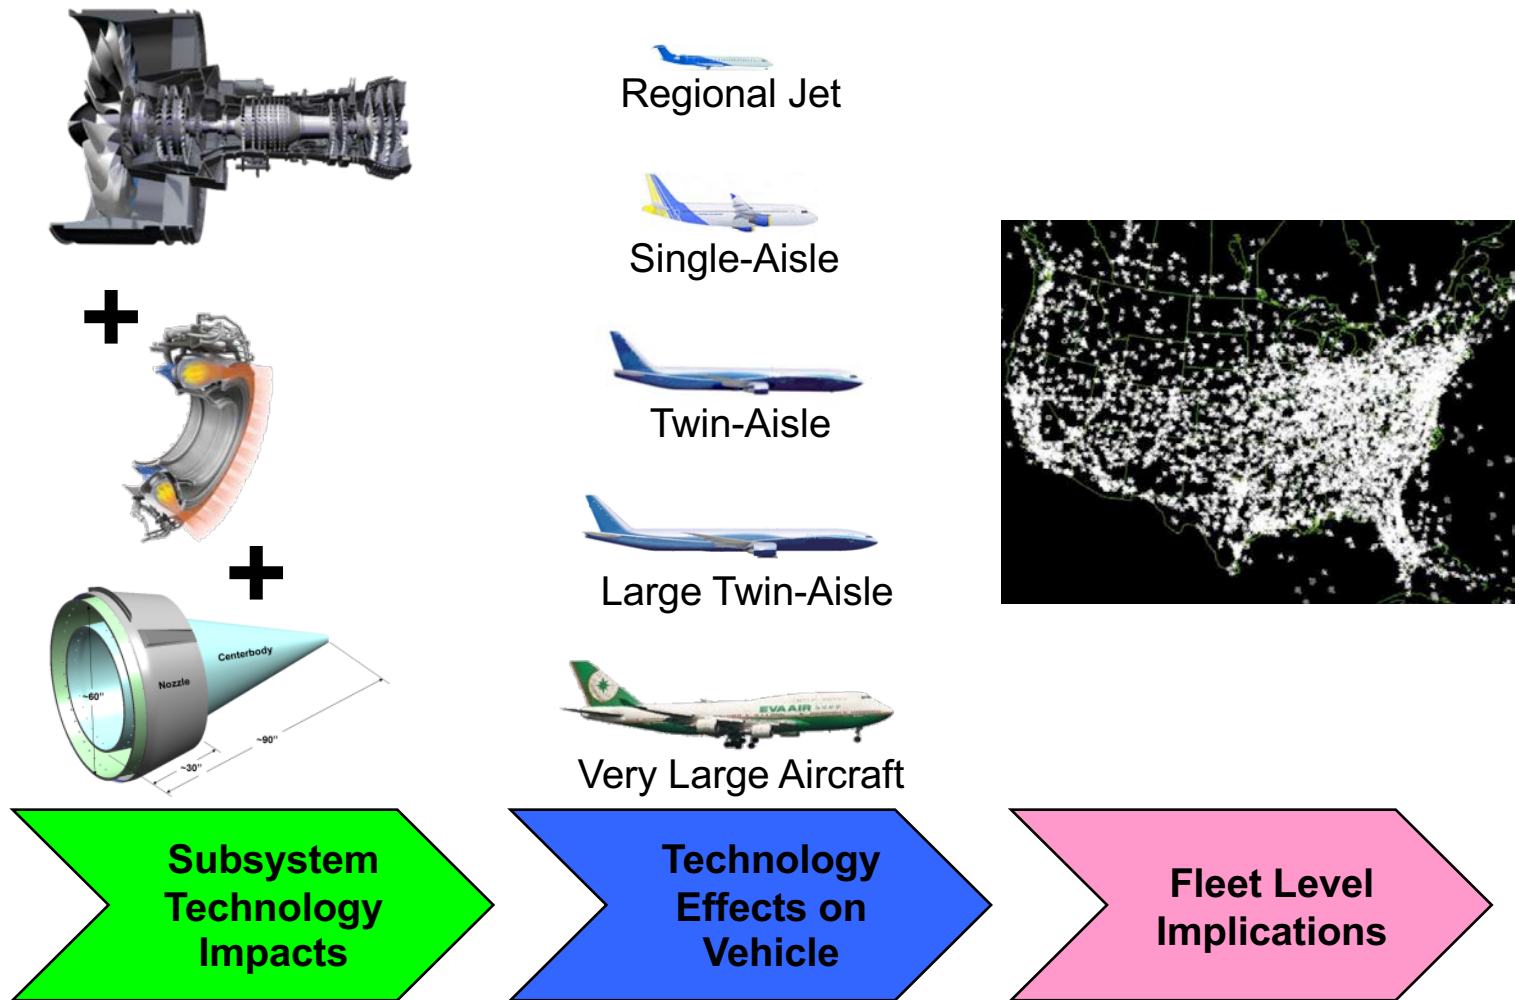 Regional Jet
Single-Aisle
Twin-Aisle
Large Twin-Aisle
EVA AIR
Very Large Aircraft
Centerbody
Nozzle
~60"
~90"
~30"
Subsystem
Technology
Impacts
Technology
Effects on
Vehicle
Fleet Level
Implications